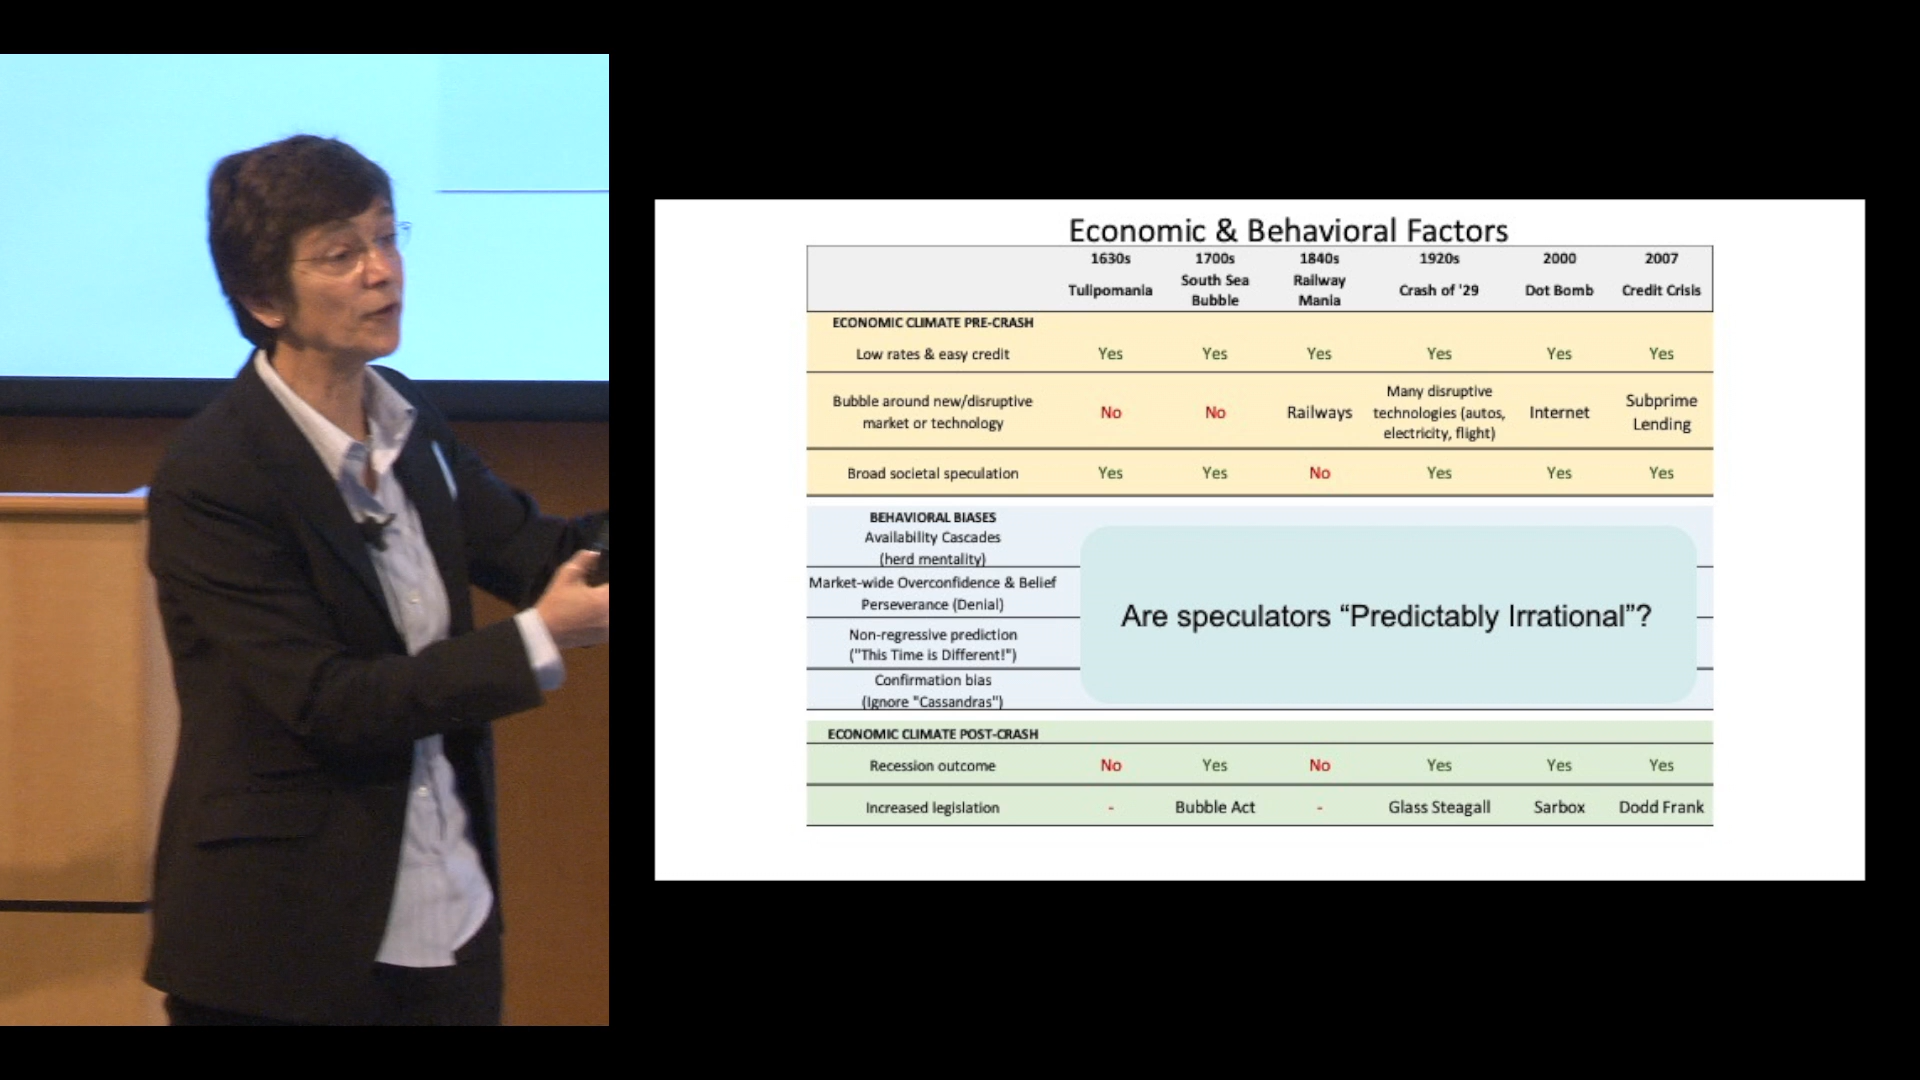 Economic & Behavioral Factors
1630s 1700s 1840s 1920s 2000 2007
Tulipomania South Sea Bubble Railway Mania Crash of '29 Dot Bomb Credit Crisis
ECONOMIC CLIMATE PRE-CRASH
Low rates & easy credit Yes Yes Yes Yes Yes Yes
Bubble around new/disruptive market or technology No No Railways Many disruptive technologies (autos, electricity, flight) Internet Subprime Lending
Broad societal speculation Yes Yes No Yes Yes Yes
BEHAVIORAL BIASES
Availability Cascades
(herd mentality)
Market-wide Overconfidence & Belief
Perseverance (Denial)
Non-regressive prediction
("This Time is Different!")
Confirmation bias
(Ignore "Cassandras")
Are speculators “Predictably Irrational”?
ECONOMIC CLIMATE POST-CRASH
Recession outcome No Yes No Yes Yes Yes
Increased legislation - Bubble Act - Glass Steagall Sarbox Dodd Frank